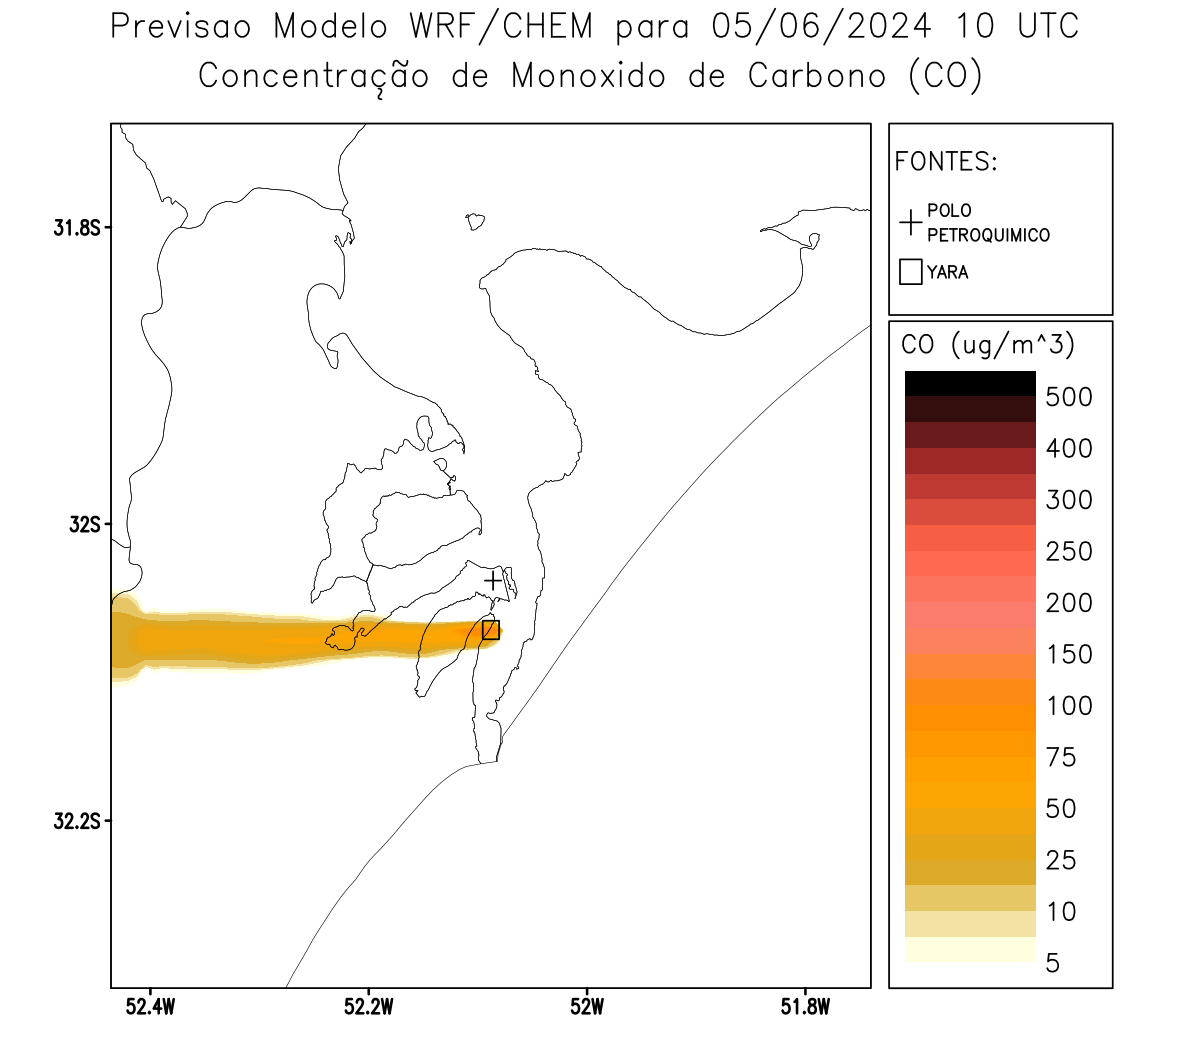 Previsao Modelo WRF/CHEM para 05/06/2024 10 UTC
Concentração de Monoxido de Carbono (CO)
FONTES:
POLO
PETROQUIMICO
YARA
CO (ug/m^3)
500
400
300
250
200
150
100
75
50
25
10
5
31.8S
32S
32.2S
52.4W
52.2W
52W
51.8W